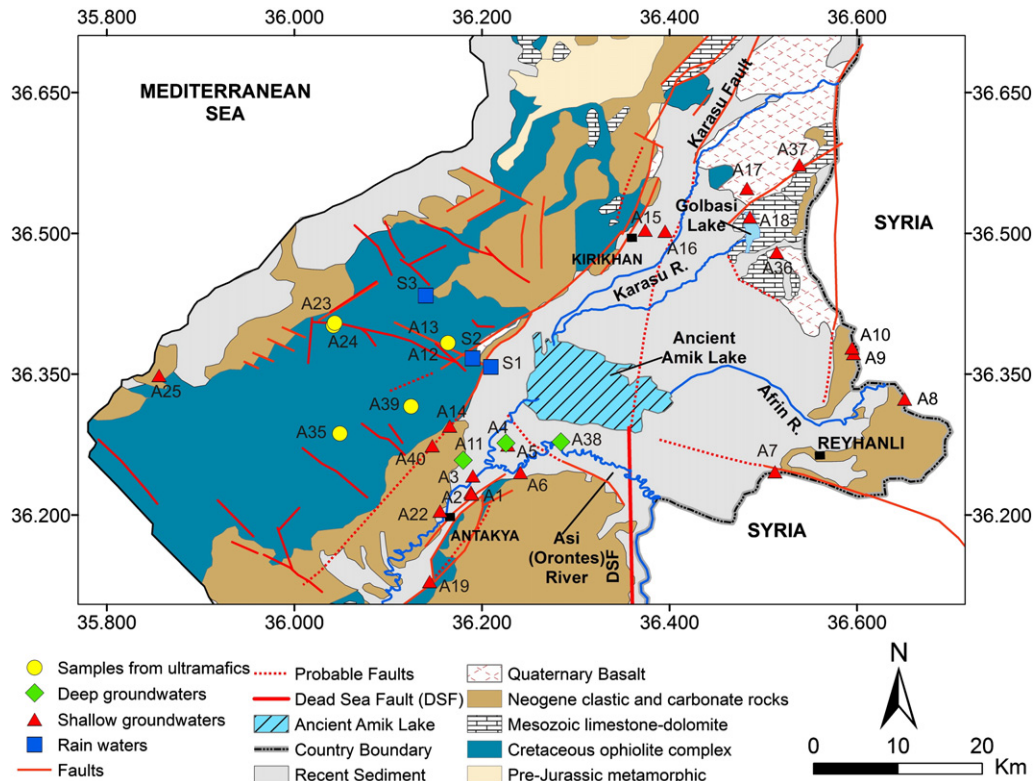 35.800 36.000 36.200 36.400 36.600
36.650 36.650
MEDITERRANEAN
SEA
Karasu Fault
A37
A17
Golbasi
Lake
A18
SYRIA
A15
A16
36.500 36.500
KIRIKHAN
A36
Karasu R.
S3
A23
A24
A13
S2
A12
S1
Ancient
Amik Lake
A10
A9
36.350 36.350
A25
A8
A39
A14
Afrin R.
A35
A4
A38
REYHANLI
A11
A40
A5
A7
A3
A6
A2
A1
A22
36.200 36.200
ANTAKYA
SYRIA
Asi
(Orontes)
River
DSF
A19
35.800 36.000 36.200 36.400 36.600
Samples from ultramafics
Deep groundwaters
Shallow groundwaters
Rain waters
Faults
Probable Faults
Dead Sea Fault (DSF)
Ancient Amik Lake
Country Boundary
Recent Sediment
Quaternary Basalt
Neogene clastic and carbonate rocks
Mesozoic limestone-dolomite
Cretaceous ophiolite complex
Pre-Jurassic metamorphic
N
0 10 20
Km